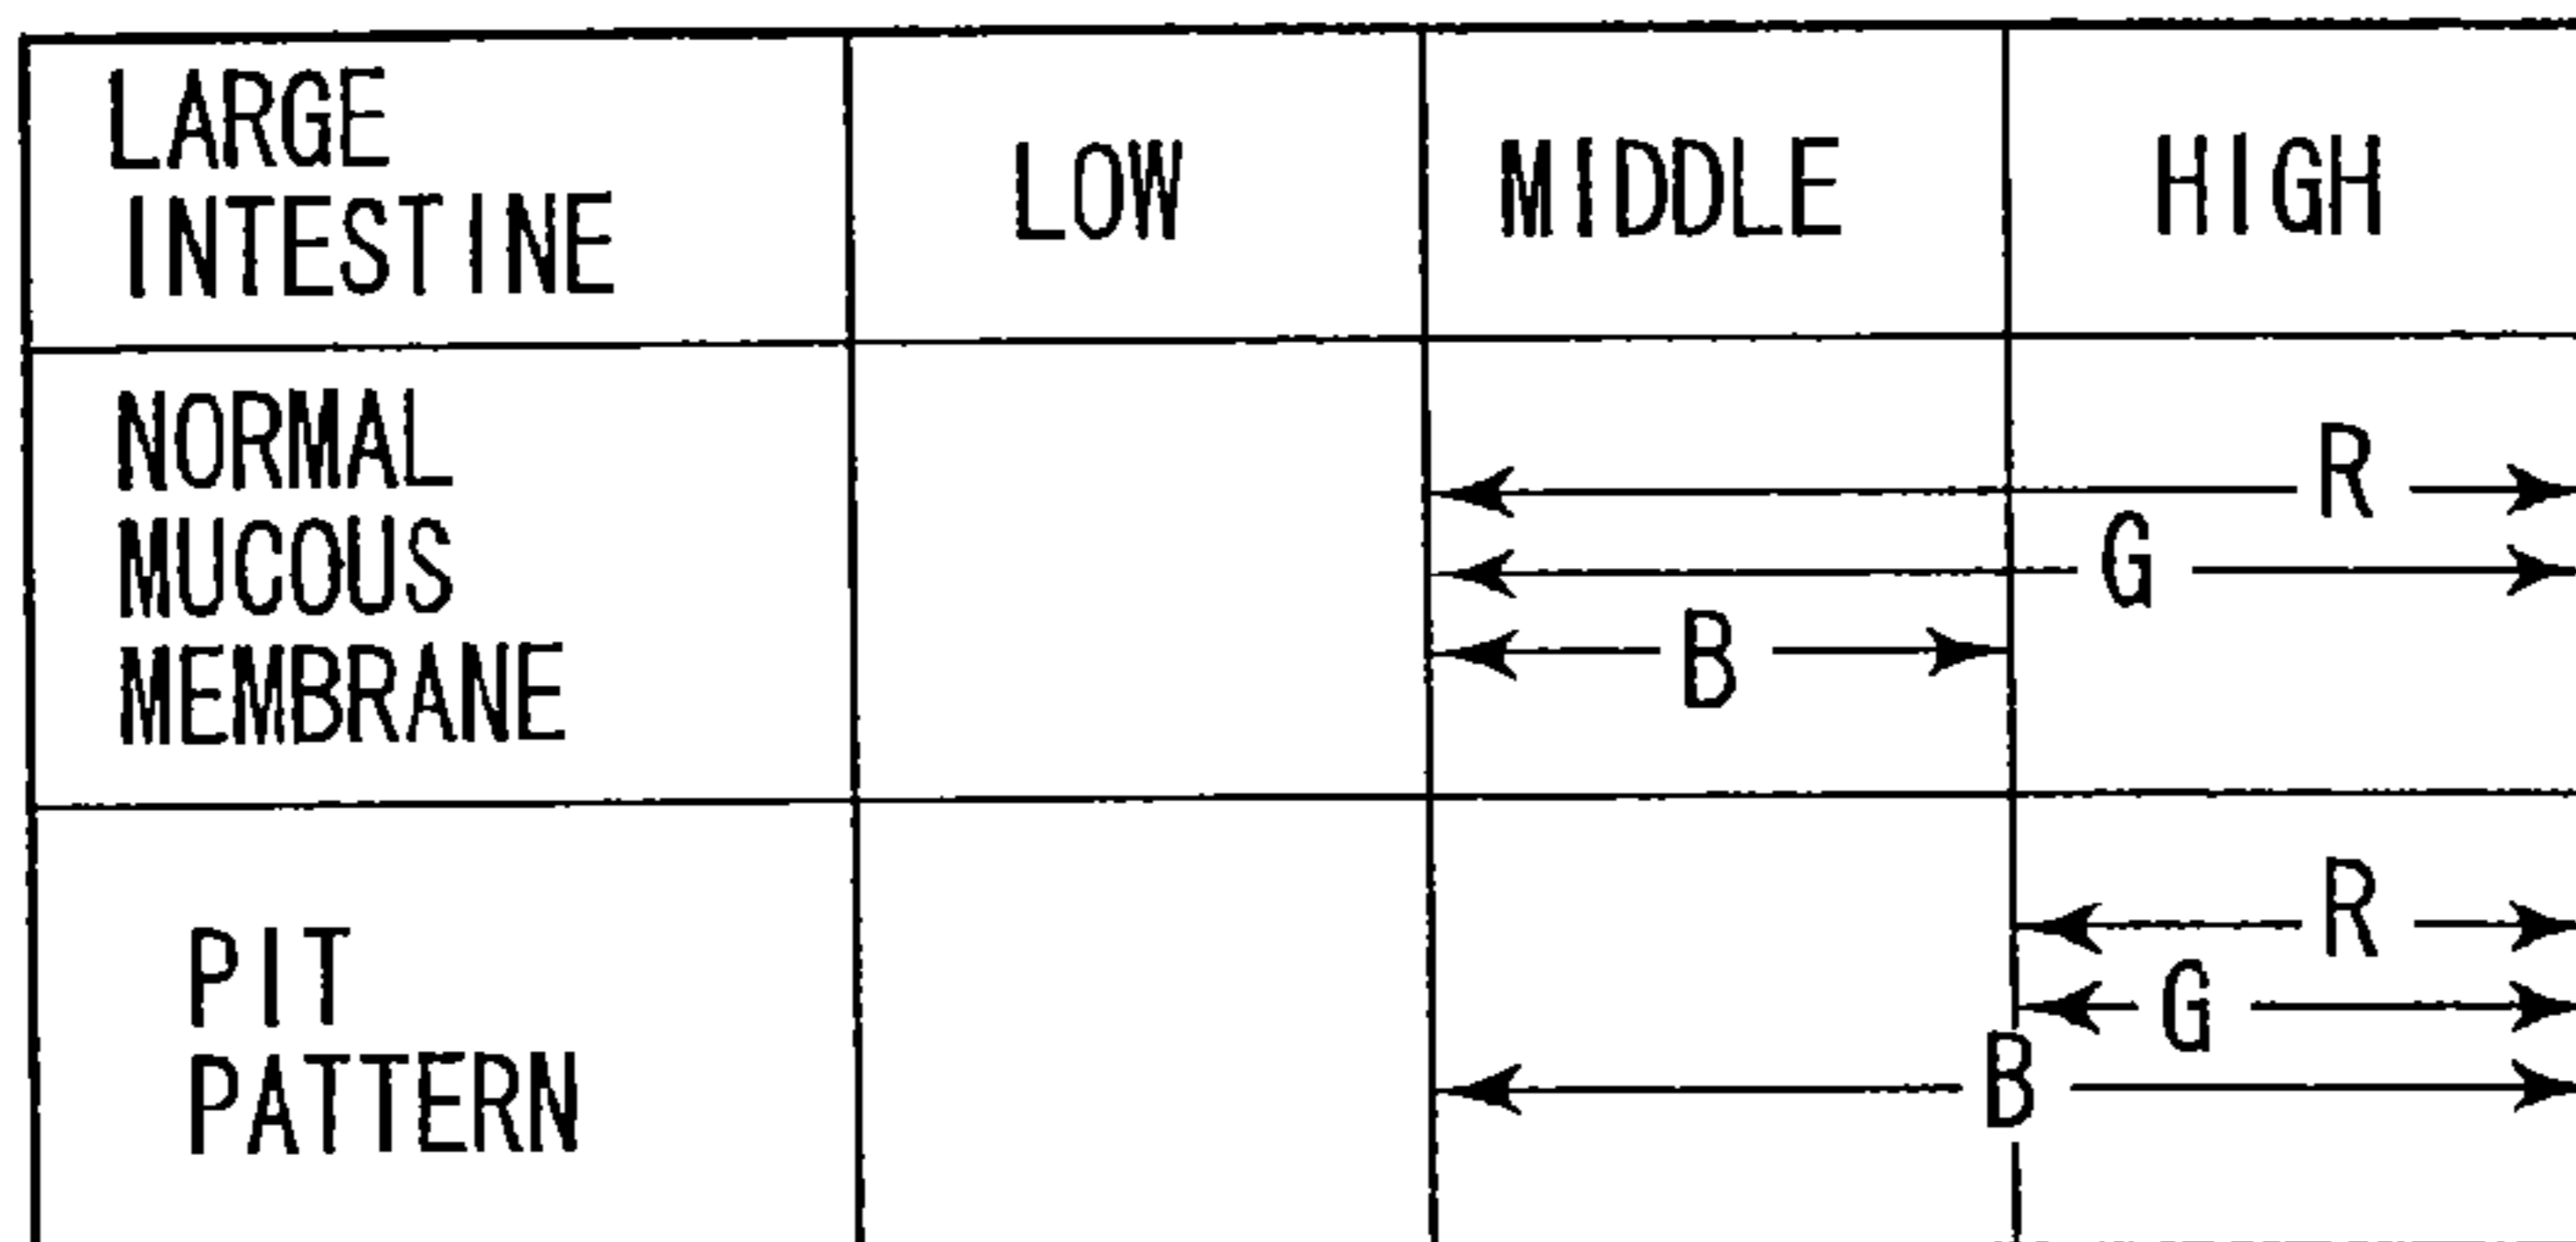 LARGE
INTESTINE
LOW
MIDDLE
HIGH
NORMAL
MUCOUS
MEMBRANE
R
G
B
PIT
PATTERN
R
G
B